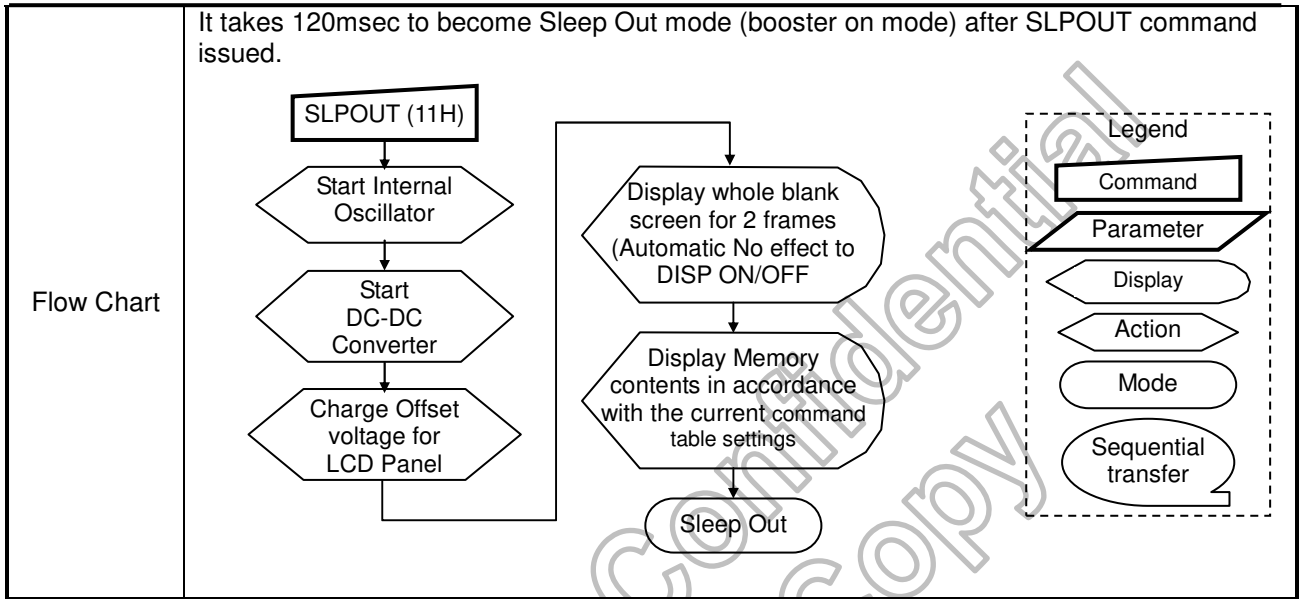 It takes 120msec to become Sleep Out mode (booster on mode) after SLPOUT command
issued.
Flow Chart
SLPOUT (11H)
Start Internal
Oscillator
Start
DC-DC
Converter
Charge Offset
voltage for
LCD Panel
Display whole blank
screen for 2 frames
(Automatic No effect to
DISP ON/OFF
Display Memory
contents in accordance
with the current command
table settings
Sleep Out
Legend
Command
Parameter
Display
Action
Mode
Sequential
transfer
Confidential
Copy